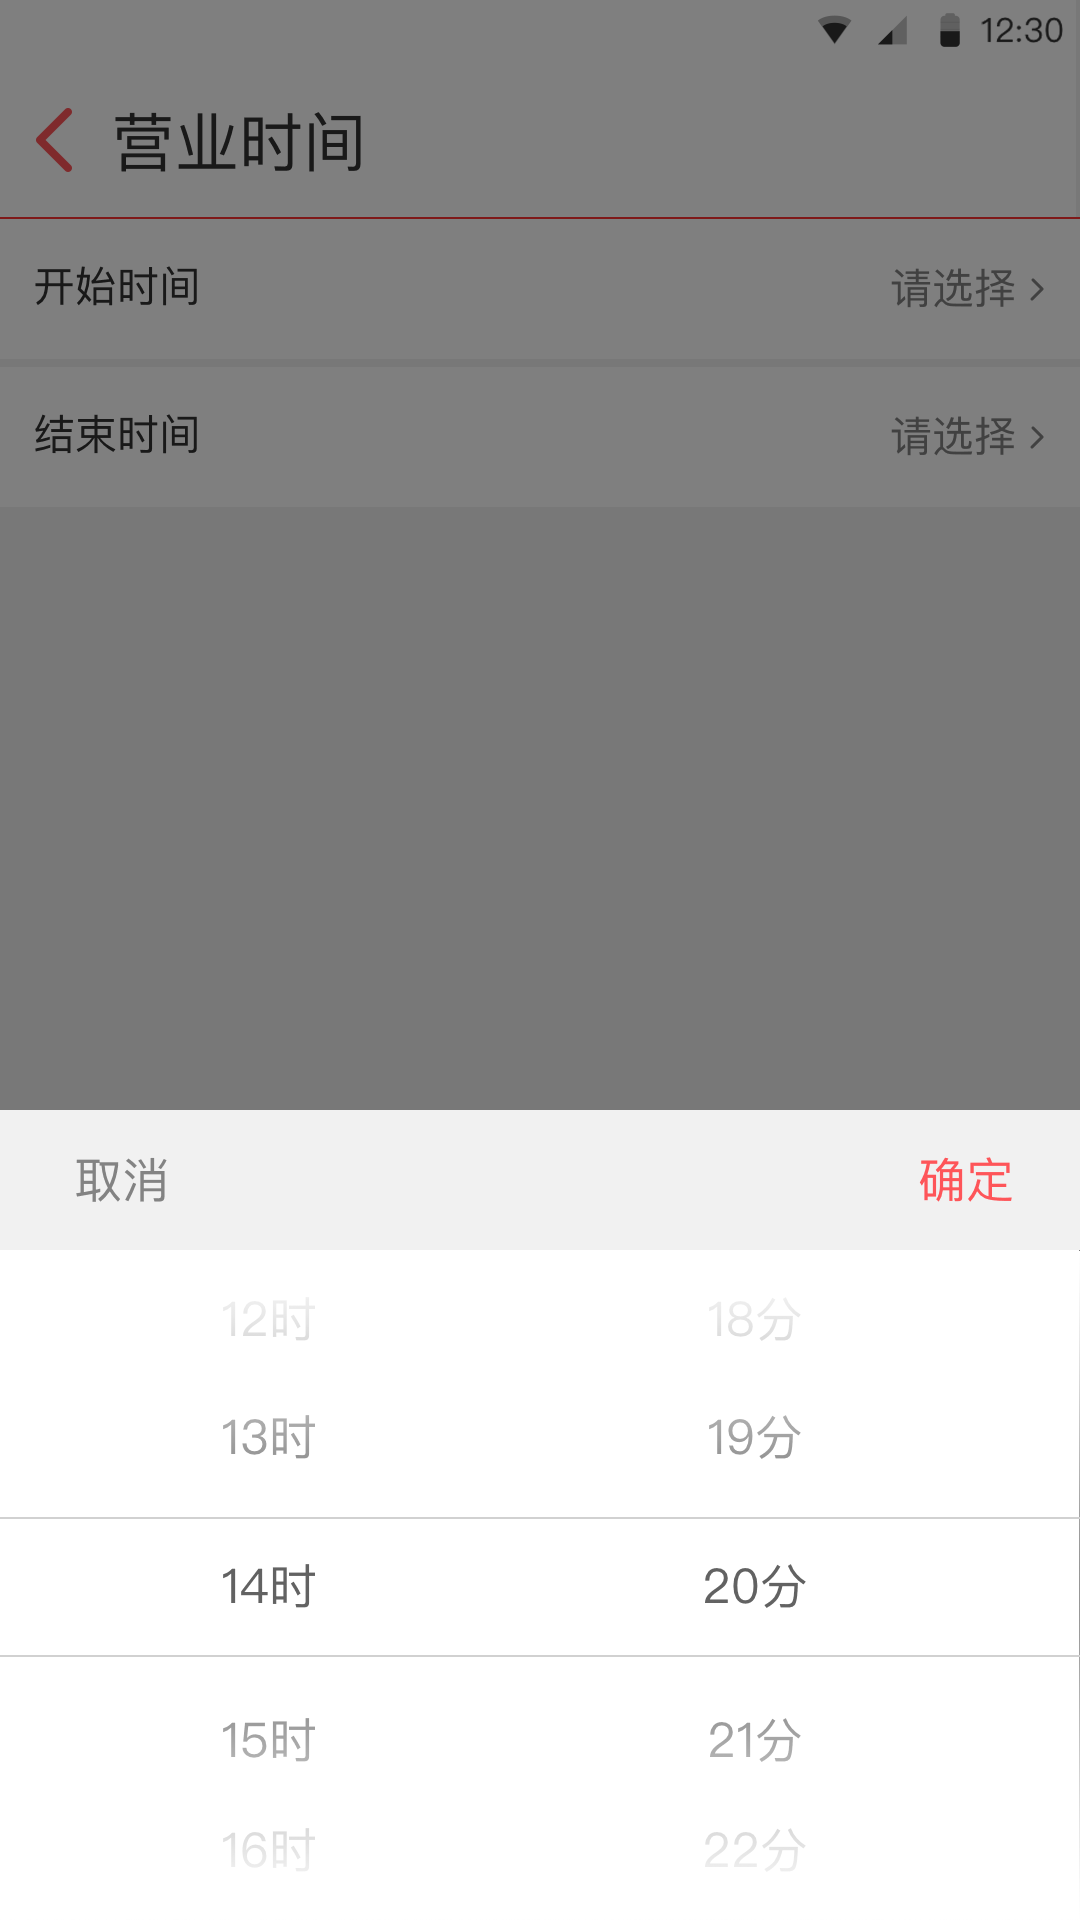 12:30
营业时间
开始时间 请选择
结束时间 请选择
取消 确定
12时 18分
13时 19分
14时 20分
15时 21分
16时 22分